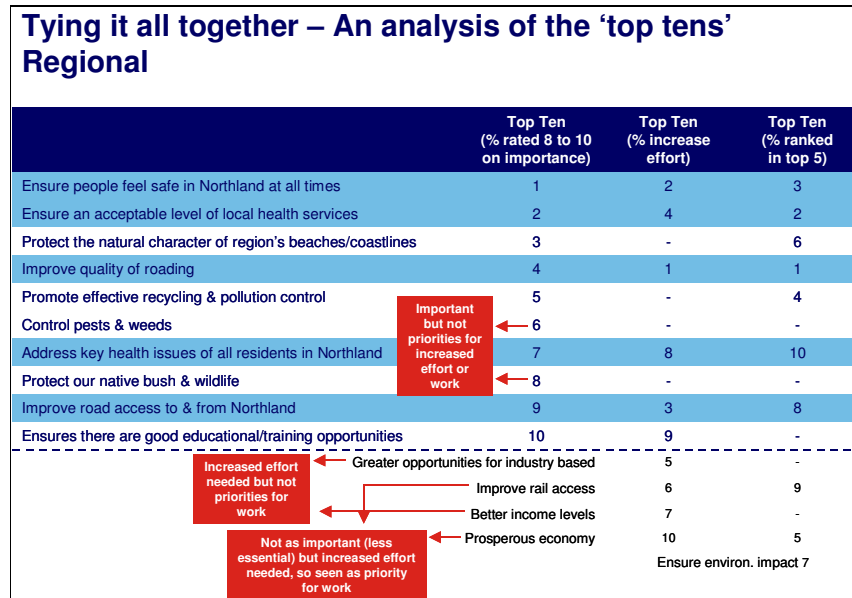 Tying it all together – An analysis of the ‘top tens’
Regional
Top Ten
(% rated 8 to 10
on importance)
Top Ten
(% increase
effort)
Top Ten
(% ranked
in top 5)
Ensure people feel safe in Northland at all times 1 2 3
Ensure an acceptable level of local health services 2 4 2
Protect the natural character of region’s beaches/coastlines 3 - 6
Improve quality of roading 4 1 1
Promote effective recycling & pollution control 5 - 4
Control pests & weeds 6 - -
Address key health issues of all residents in Northland 7 8 10
Protect our native bush & wildlife 8 - -
Improve road access to & from Northland 9 3 8
Ensures there are good educational/training opportunities 10 9 -
Important
but not
priorities for
increased
effort or
work
Greater opportunities for industry based 5 -
Improve rail access 6 9
Better income levels 7 -
Prosperous economy 10 5
Ensure environ. impact 7
Increased effort
needed but not
priorities for
work
Not as important (less
essential) but increased effort
needed, so seen as priority
for work